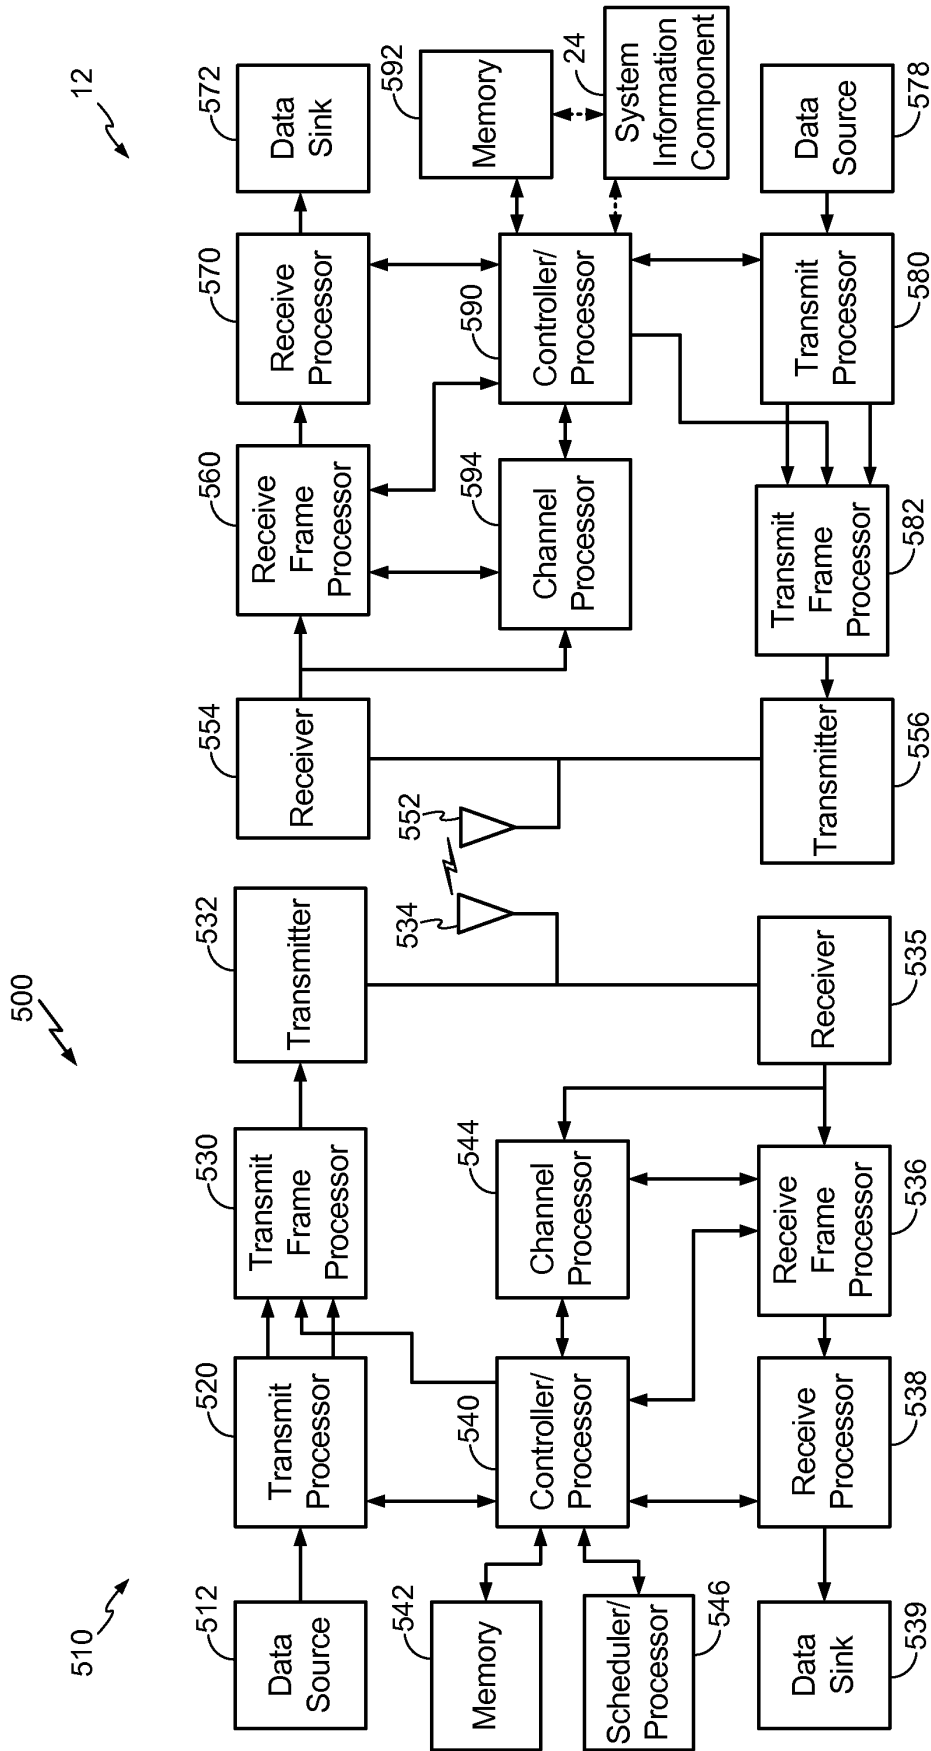 500
510
12
512
Data
Source
520
Transmit
Processor
530
Transmit
Frame
Processor
532
Transmitter
554
Receiver
560
Receive
Frame
Processor
570
Receive
Processor
572
Data
Sink
542
Memory
540
Controller/
Processor
544
Channel
Processor
534
552
594
Channel
Processor
590
Controller/
Processor
592
Memory
546
Scheduler/
Processor
24
System
Information
Component
Data
Sink
539
Receive
Processor
538
Receive
Frame
Processor
536
Receiver
535
Transmitter
556
Transmit
Frame
Processor
582
Transmit
Processor
580
Data
Source
578